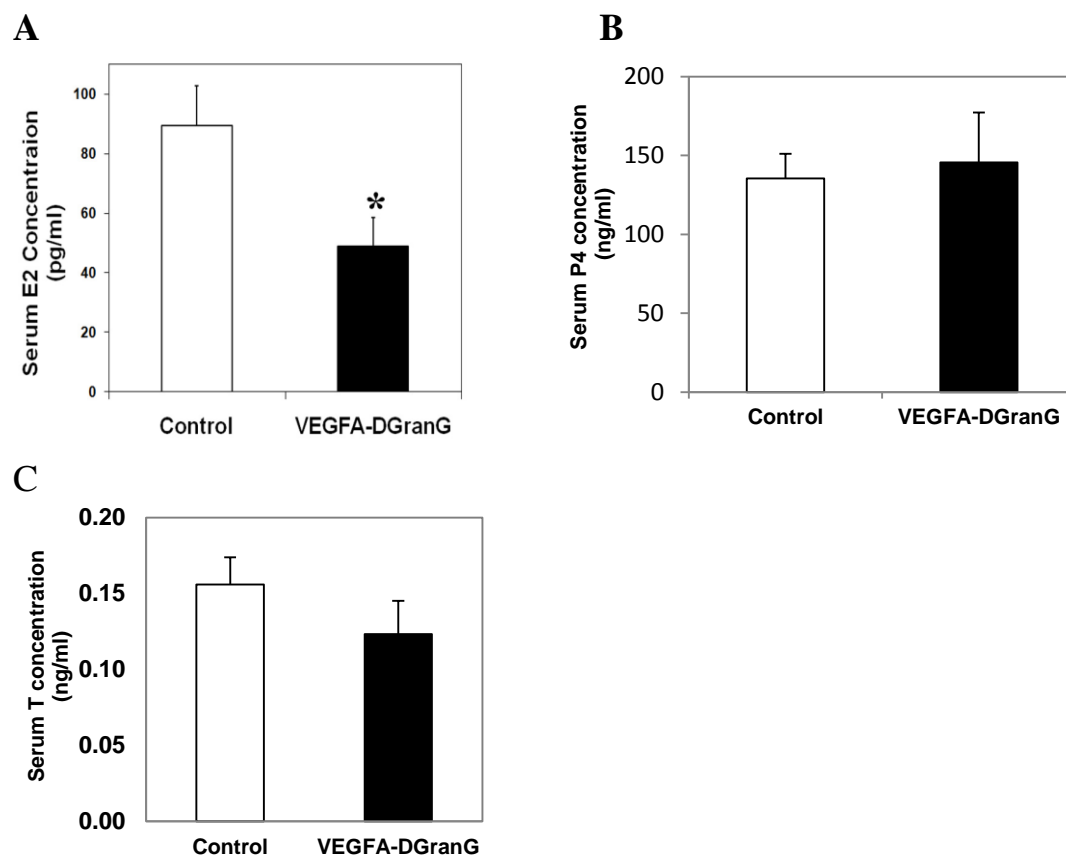 A
Serum E2 Concentraion
(pg/ml)
100
80
60
40
20
0
*
Control
VEGFA-DGranG
B
Serum P4 concentration
(ng/ml)
200
150
100
50
0
Control
VEGFA-DGranG
C
Serum T concentration
(ng/ml)
0.20
0.15
0.10
0.05
0.00
Control
VEGFA-DGranG